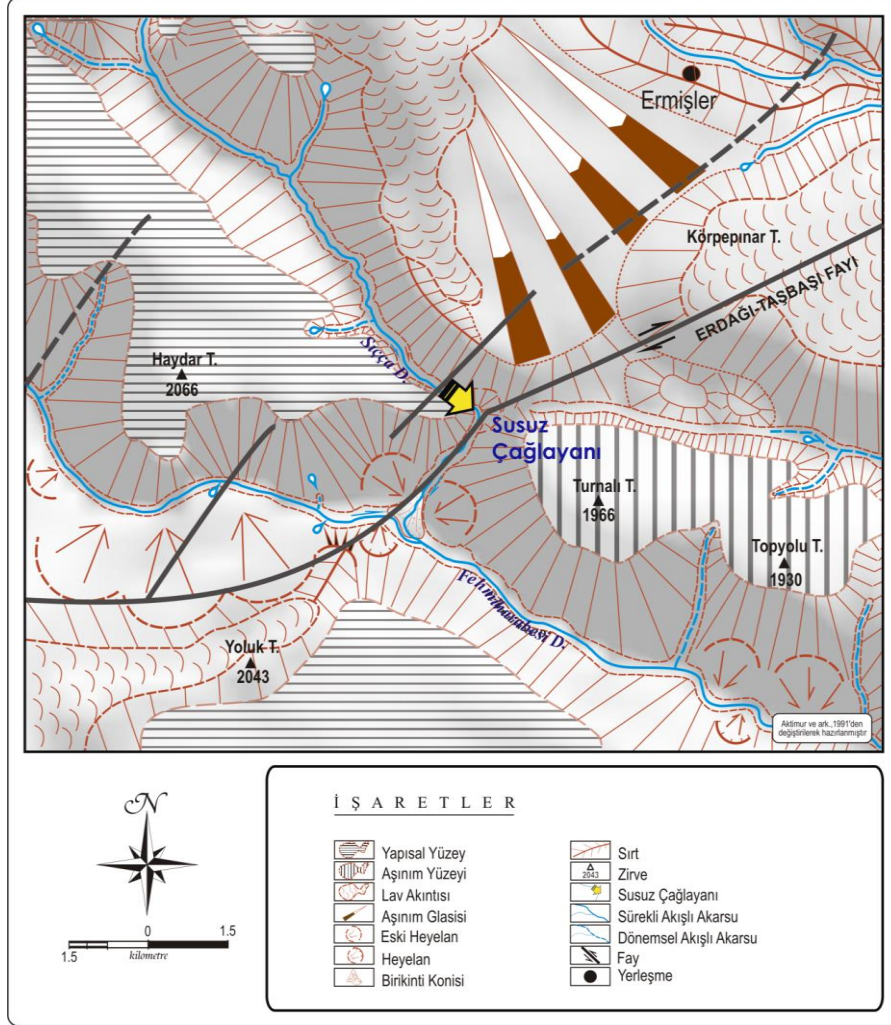 Ermişler
Körpepınar T.
ERDAĞI-TAŞBAŞI FAYI
Sıçça D.
Haydar T.
2066
Susuz
Çağlayanı
Turnalı T.
1966
Topyolu T.
1930
Yoluk T.
2043
Aktimur ve ark.,1991'den
değiştirilerek hazırlanmıştır
N
İŞARETLER
Yapısal Yüzey
Aşınım Yüzeyi
Lav Akıntısı
Aşınım Glasisi
Eski Heyelan
Heyelan
Birikinti Konisi
Sırt
2043
Zirve
Susuz Çağlayanı
Sürekli Akışlı Akarsu
Dönemsel Akışlı Akarsu
Fay
Yerleşme
0
1.5
1.5
kilometre